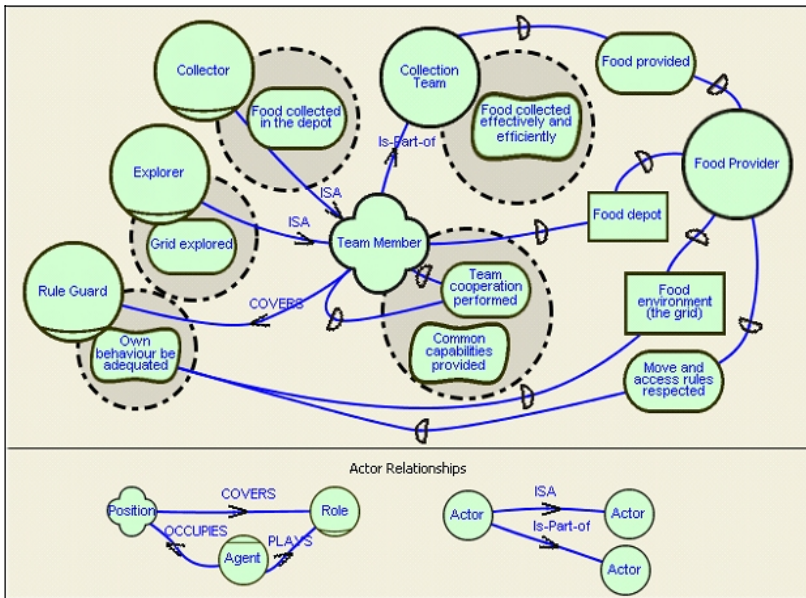 Collector
Food collected
in the depot
Collection
Team
Food collected
effectively and
efficiently
Food provided
Food Provider
Is-Part-of
Explorer
ISA
Grid explored
ISA
Team Member
Food depot
Rule Guard
COVERS
Team
cooperation
performed
Food
environment
(the grid)
Own
behaviour be
adequated
Common
capabilities
provided
Move and
access rules
respected
Actor Relationships
Position
COVERS
Role
OCCUPIES
PLAYS
Agent
Actor
ISA
Actor
Is-Part-of
Actor